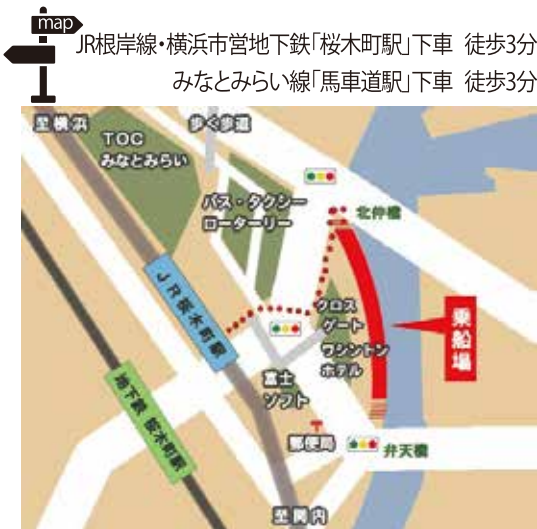 map
JR根岸線・横浜市営地下鉄「桜木町駅」下車 徒歩3分
みなとみらい線「馬車道駅」下車 徒歩3分
至横浜
歩く歩道
TOC
みなとみらい
バス・タクシー
ローターリー
北仲橋
JR桜木町駅
クロス
ゲート
ワシントン
ホテル
乗船場
富士
ソフト
地下鉄 桜木町駅
〒
郵便局
弁天橋
至関内